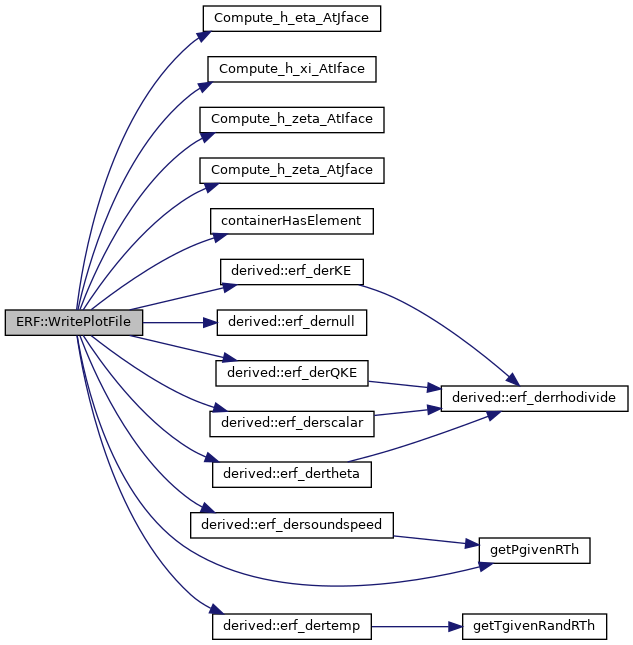 Compute_h_eta_AtJface
Compute_h_xi_AtIface
Compute_h_zeta_AtIface
Compute_h_zeta_AtJface
containerHasElement
derived::erf_derKE
ERF::WritePlotFile
derived::erf_dernull
derived::erf_derQKE
derived::erf_derrhodivide
derived::erf_derscalar
derived::erf_dertheta
derived::erf_dersoundspeed
getPgivenRTh
derived::erf_dertemp
getTgivenRandRTh